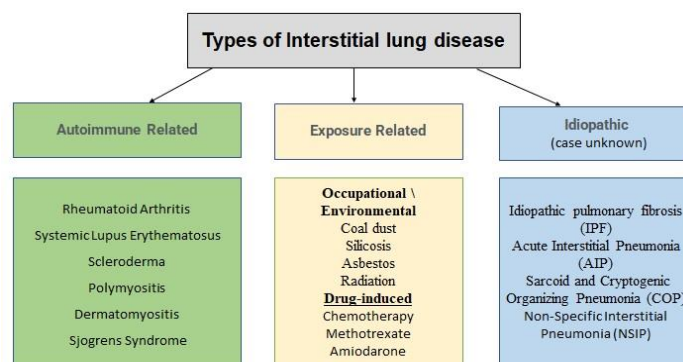 Types of Interstitial lung disease
Autoimmune Related
Exposure Related
Idiopathic
(case unknown)
Rheumatoid Arthritis
Systemic Lupus Erythematosus
Scleroderma
Polymyositis
Dermatomyositis
Sjogrens Syndrome
Occupational \
Environmental
Coal dust
Silicosis
Asbestos
Radiation
Drug-induced
Chemotherapy
Methotrexate
Amiodarone
Idiopathic pulmonary fibrosis
(IPF)
Acute Interstitial Pneumonia
(AIP)
Sarcoid and Cryptogenic
Organizing Pneumonia (COP)
Non-Specific Interstitial
Pneumonia (NSIP)